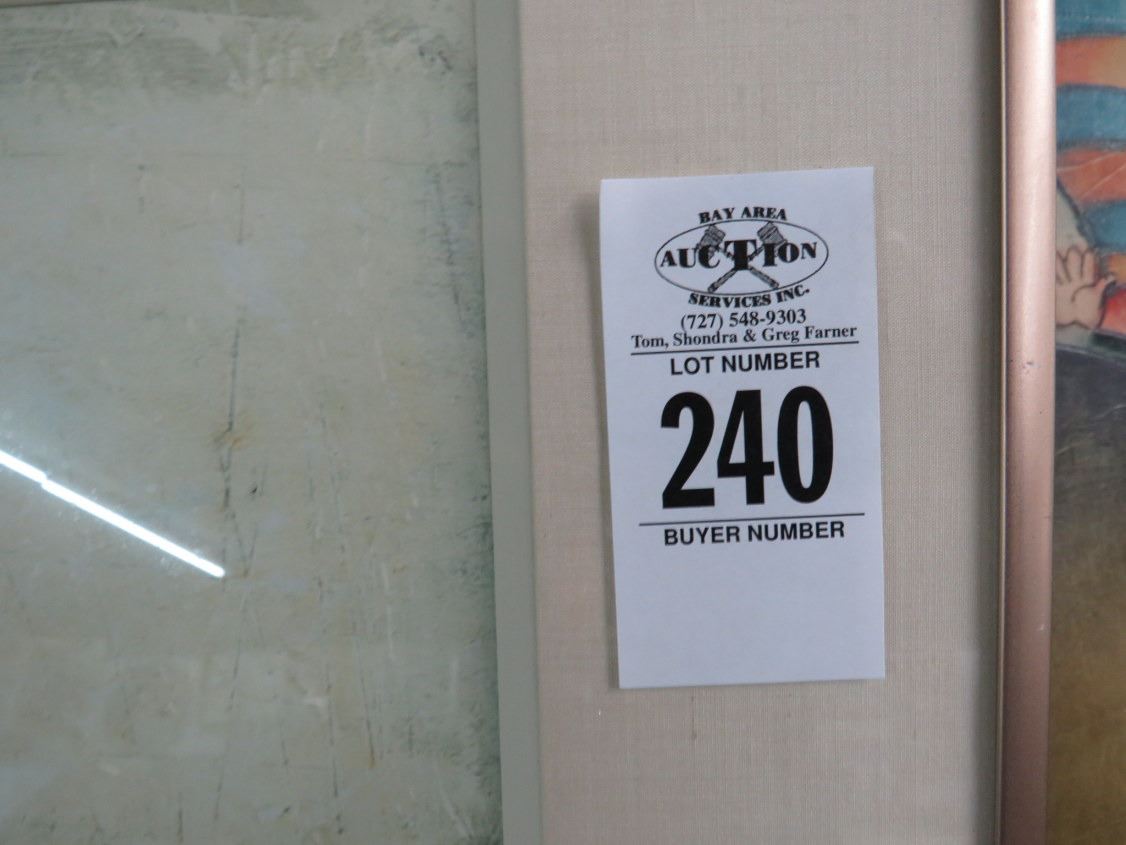 BAY AREA
AUCTION
SERVICES INC.
(727) 548-9303
Tom, Shondra & Greg Farner
LOT NUMBER
240
BUYER NUMBER